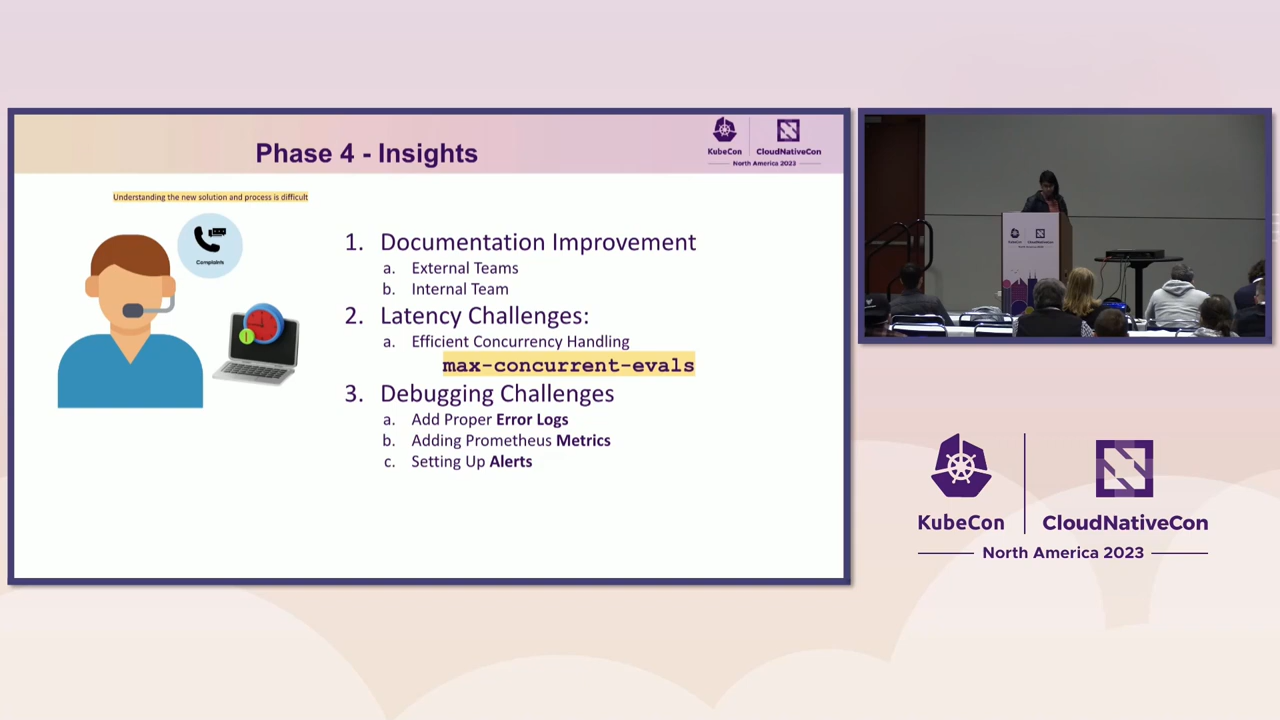 Phase 4 - Insights
KubeCon
CloudNativeCon
North America 2023
Understanding the new solution and process is difficult
Complaints
1. Documentation Improvement
a. External Teams
b. Internal Team
2. Latency Challenges:
a. Efficient Concurrency Handling
max-concurrent-evals
3. Debugging Challenges
a. Add Proper Error Logs
b. Adding Prometheus Metrics
c. Setting Up Alerts
KubeCon
CloudNativeCon
North America 2023